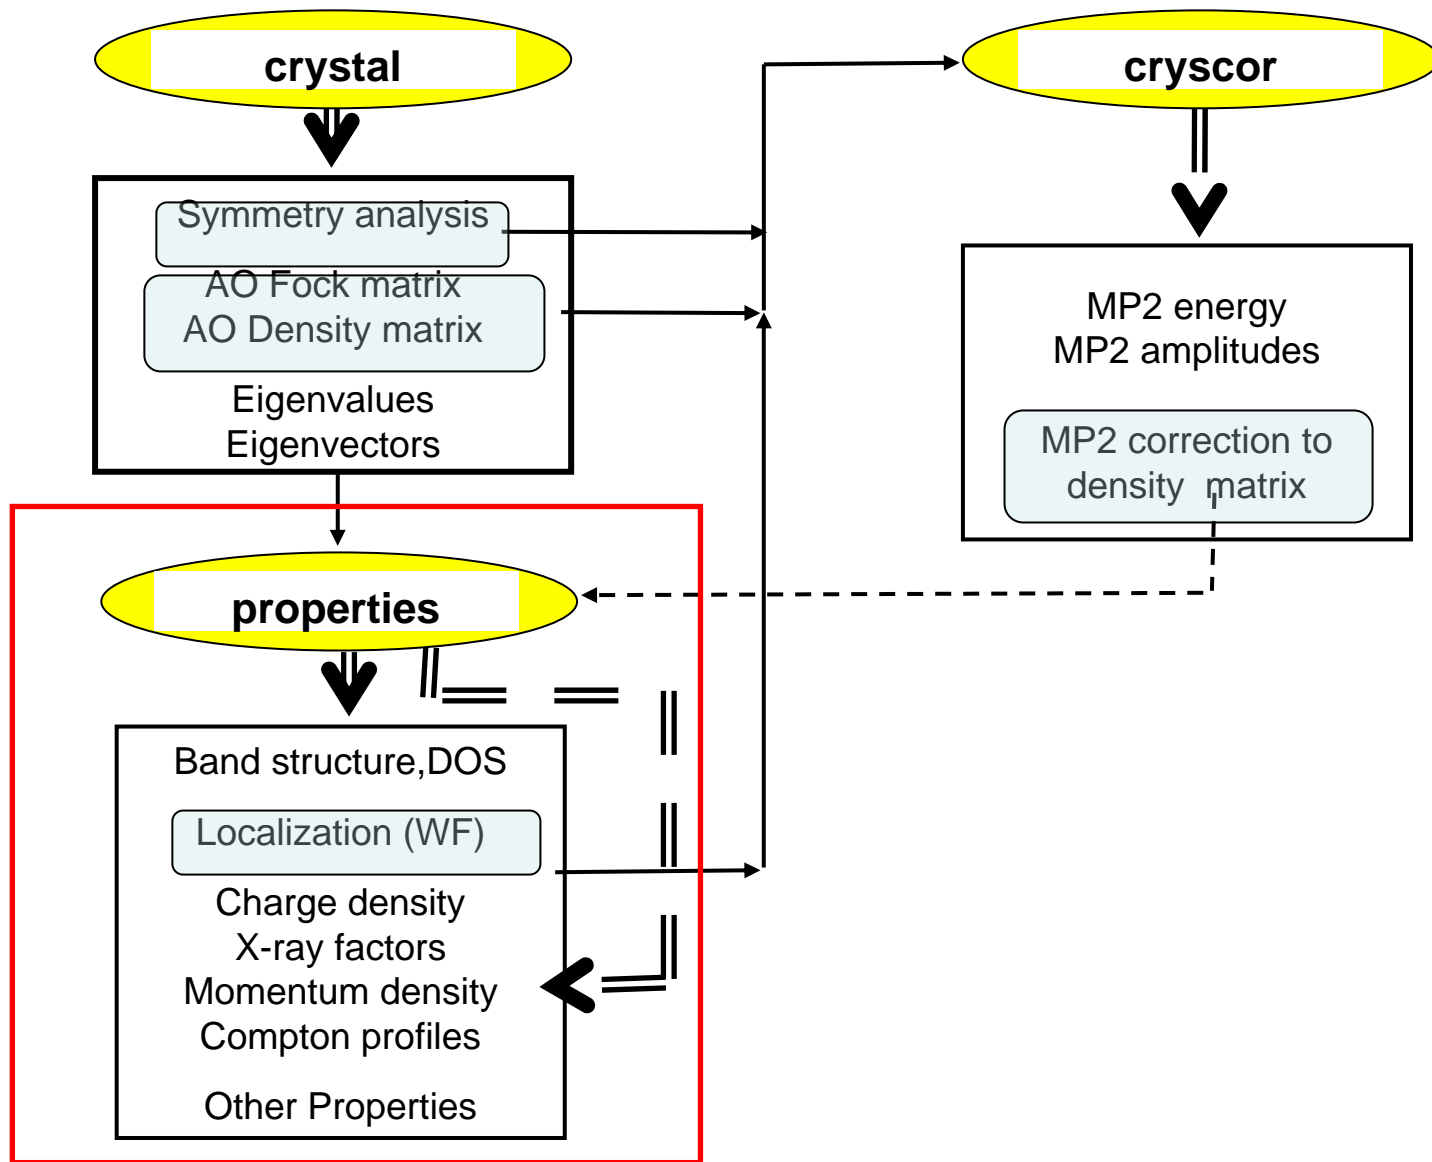 crystal
cryscor
Symmetry analysis
AO Fock matrix
AO Density matrix
Eigenvalues
Eigenvectors
MP2 energy
MP2 amplitudes
MP2 correction to
density matrix
properties
Band structure,DOS
Localization (WF)
Charge density
X-ray factors
Momentum density
Compton profiles
Other Properties